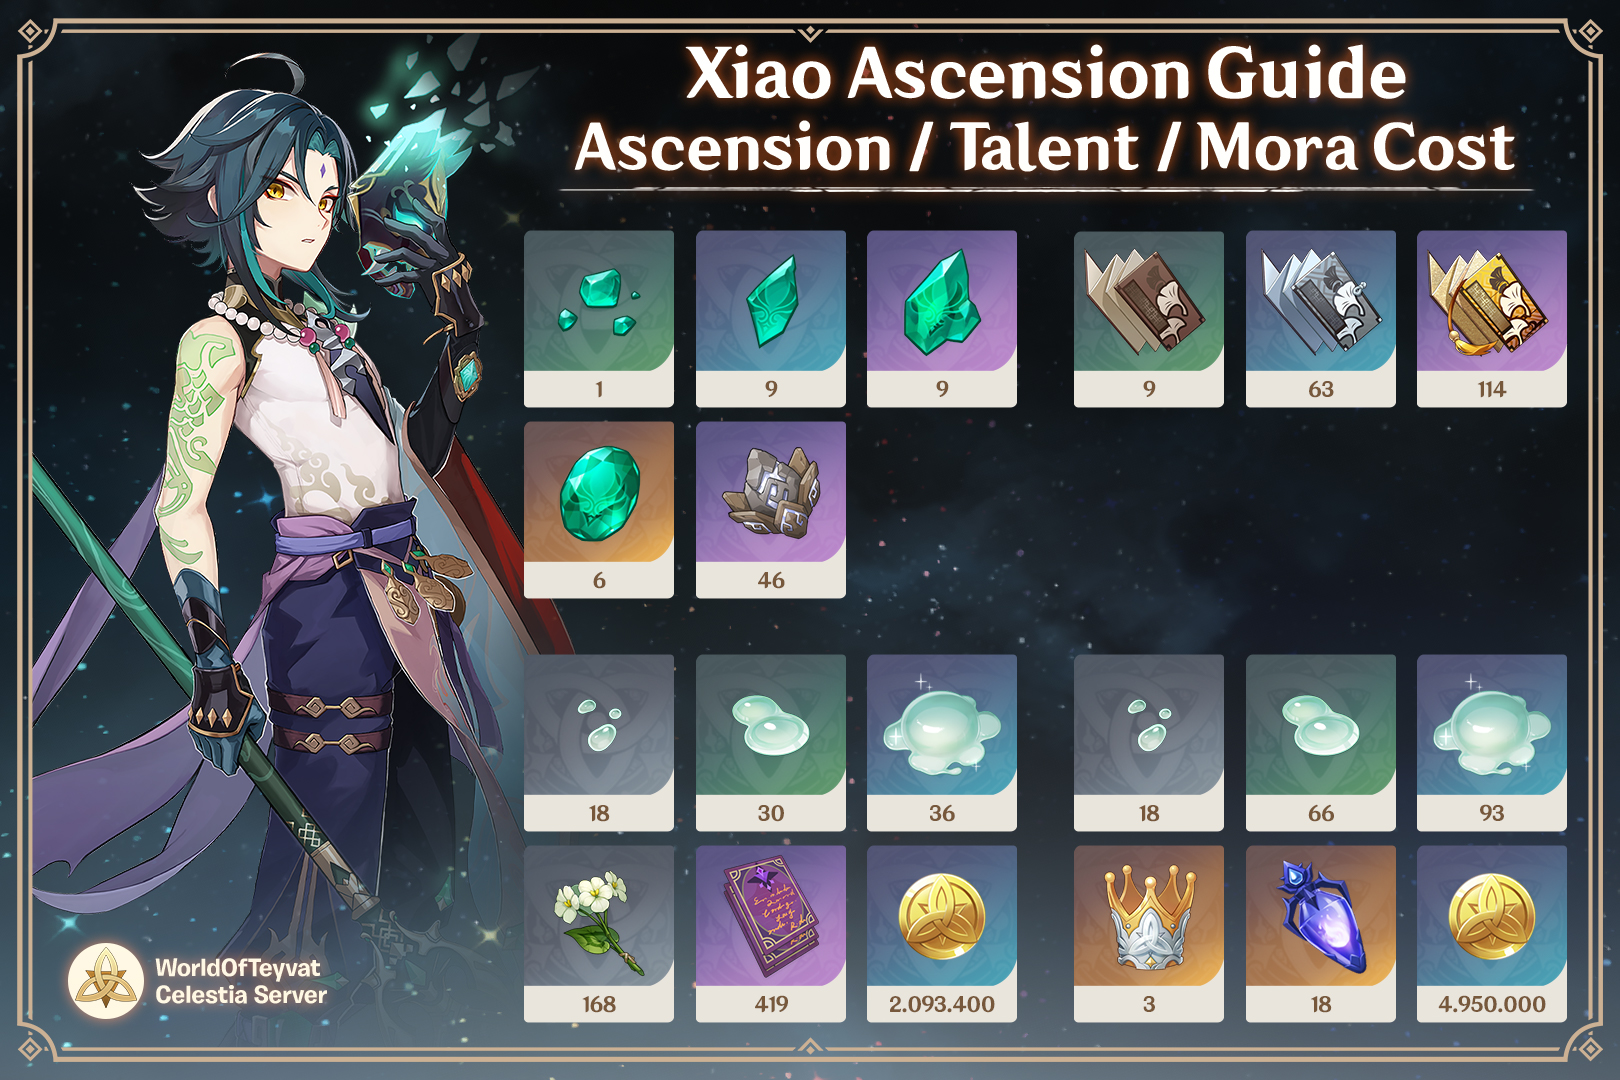 Xiao Ascension Guide
Ascension / Talent / Mora Cost
1 9 9 9 63 114
6 46
18 30 36 18 66 93
168 419 2.093.400 3 18 4.950.000
WorldOfTeyvat
Celestia Server